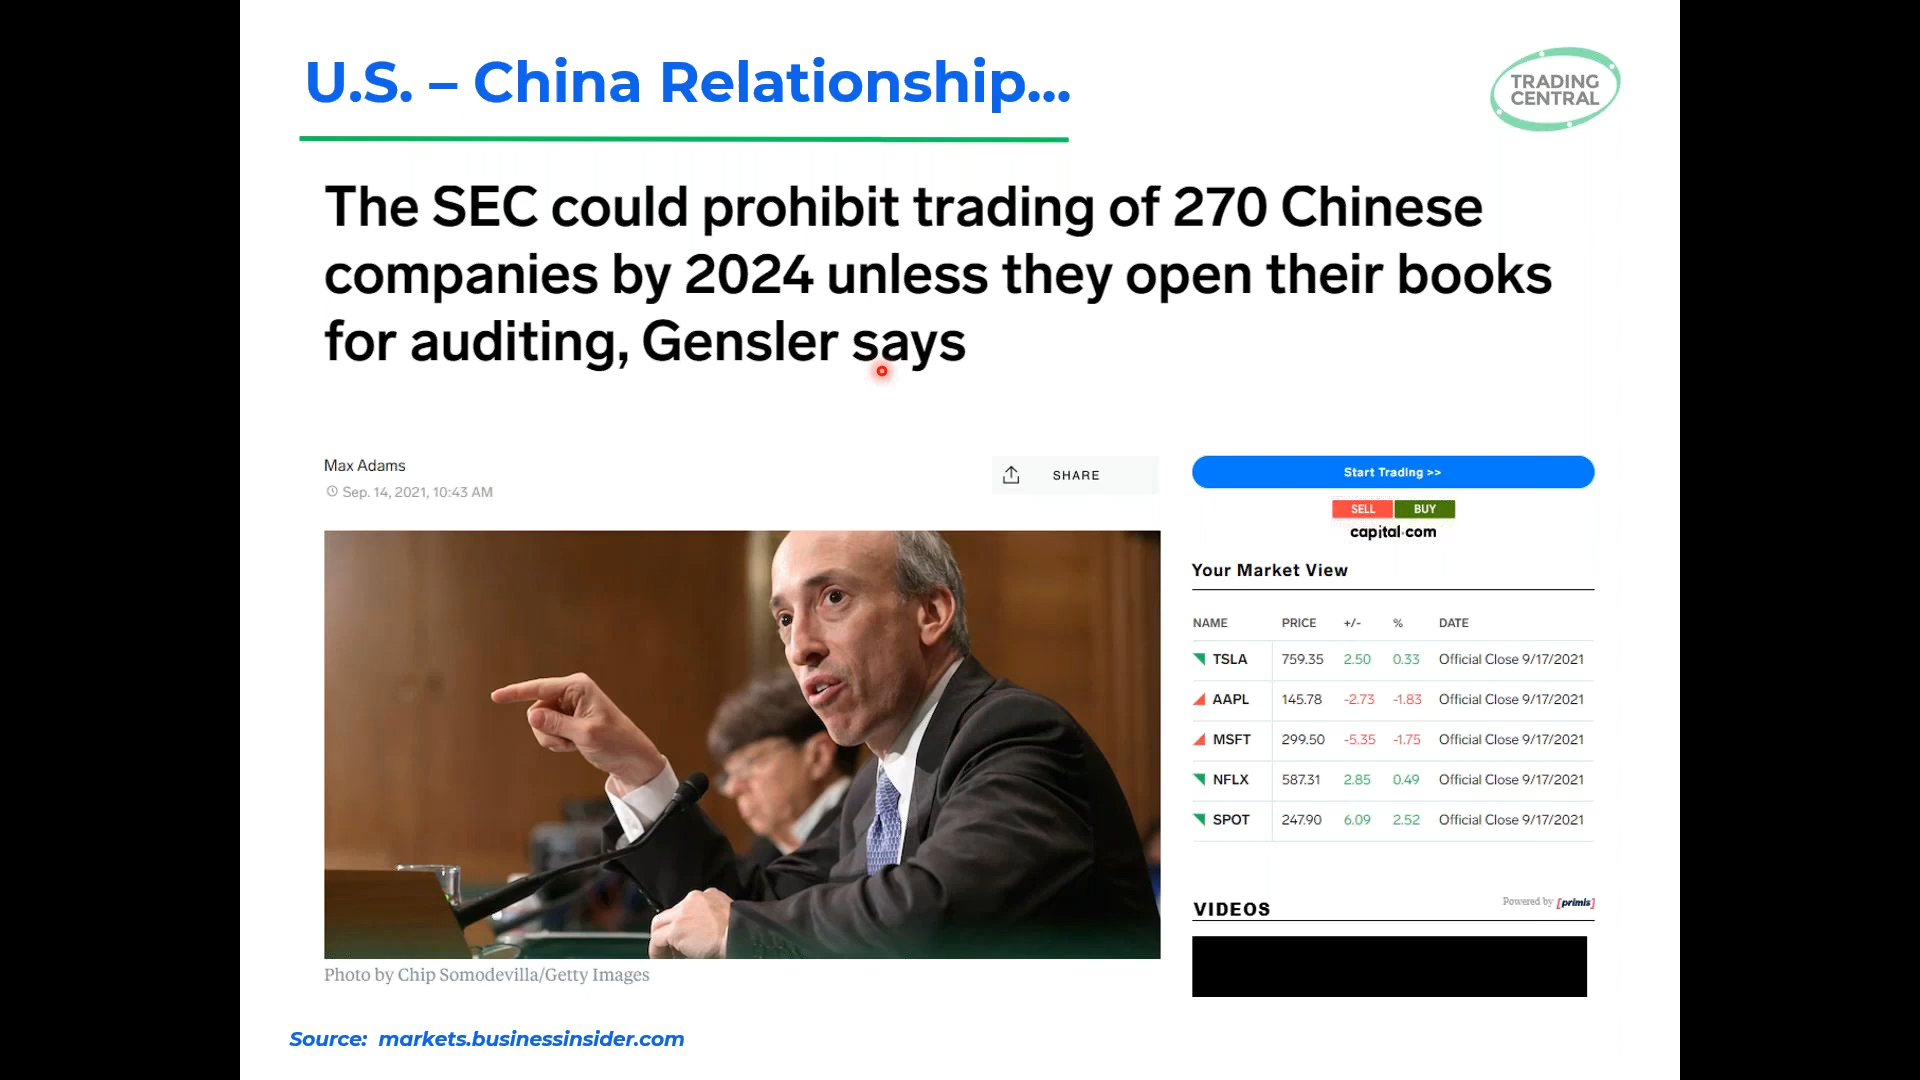 U.S. – China Relationship...
TRADING
CENTRAL
The SEC could prohibit trading of 270 Chinese
companies by 2024 unless they open their books
for auditing, Gensler says
Max Adams
Sep. 14, 2021, 10:43 AM
SHARE
Start Trading >>
SELL BUY
capital.com
Your Market View
NAME PRICE +/- % DATE
TSLA 759.35 2.50 0.33 Official Close 9/17/2021
AAPL 145.78 -2.73 -1.83 Official Close 9/17/2021
MSFT 299.50 -5.35 -1.75 Official Close 9/17/2021
NFLX 587.31 2.85 0.49 Official Close 9/17/2021
SPOT 247.90 6.09 2.52 Official Close 9/17/2021
VIDEOS
Powered by [primis]
Photo by Chip Somodevilla/Getty Images
Source: markets.businessinsider.com